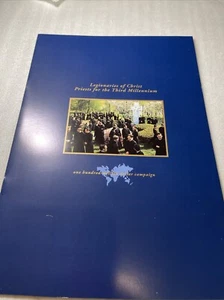 Legionaries of Christ
Priests for the Third Millennium
one hundred campaign